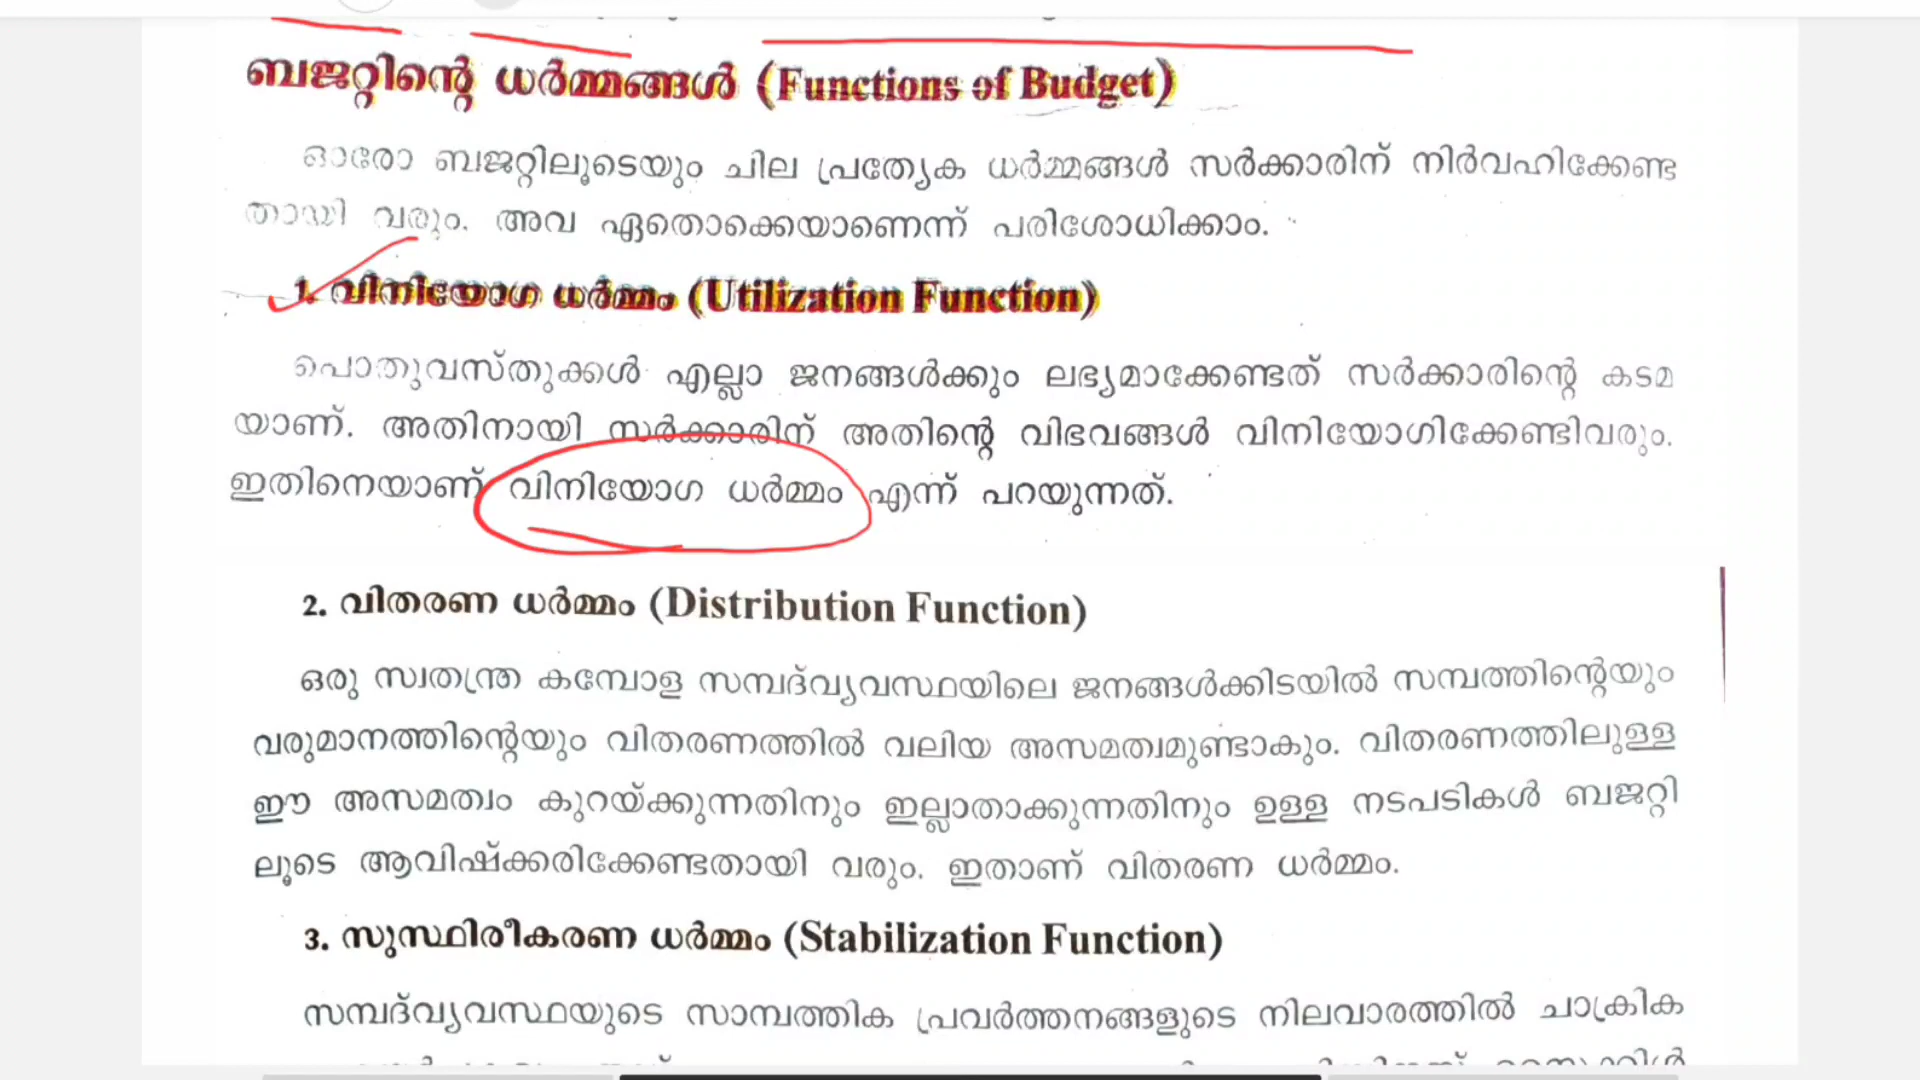 ബജറ്റിന്റെ ധർമ്മങ്ങൾ (Functions of Budget)
ഓരോ ബജറ്റിലൂടെയും ചില പ്രത്യേക ധർമ്മങ്ങൾ സർക്കാരിന് നിർവഹിക്കേണ്ട
തായി വരും. അവ ഏതൊക്കെയാണെന്ന് പരിശോധിക്കാം.
1. വിനിയോഗ ധർമ്മം (Utilization Function)
പൊതുവസ്തുക്കൾ എല്ലാ ജനങ്ങൾക്കും ലഭ്യമാക്കേണ്ടത് സർക്കാരിന്റെ കടമ
യാണ്. അതിനായി സർക്കാരിന് അതിന്റെ വിഭവങ്ങൾ വിനിയോഗിക്കേണ്ടിവരും.
ഇതിനെയാണ് വിനിയോഗ ധർമ്മം എന്ന് പറയുന്നത്.
2. വിതരണ ധർമ്മം (Distribution Function)
ഒരു സ്വതന്ത്ര കമ്പോള സമ്പദ്‌വ്യവസ്ഥയിലെ ജനങ്ങൾക്കിടയിൽ സമ്പത്തിന്റെയും
വരുമാനത്തിന്റെയും വിതരണത്തിൽ വലിയ അസമത്വമുണ്ടാകും. വിതരണത്തിലുള്ള
ഈ അസമത്വം കുറയ്ക്കുന്നതിനും ഇല്ലാതാക്കുന്നതിനും ഉള്ള നടപടികൾ ബജറ്റി
ലൂടെ ആവിഷ്ക്കരിക്കേണ്ടതായി വരും. ഇതാണ് വിതരണ ധർമ്മം.
3. സുസ്ഥിരീകരണ ധർമ്മം (Stabilization Function)
സമ്പദ്‌വ്യവസ്ഥയുടെ സാമ്പത്തിക പ്രവർത്തനങ്ങളുടെ നിലവാരത്തിൽ ചാക്രിക